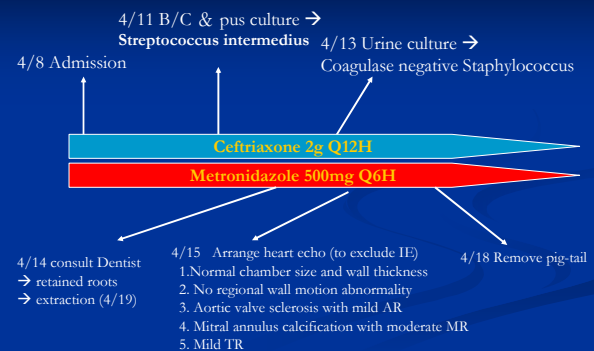 4/11 B/C & pus culture →
Streptococcus intermedius
4/13 Urine culture →
Coagulase negative Staphylococcus
4/8 Admission
Ceftriaxone 2g Q12H
Metronidazole 500mg Q6H
4/14 consult Dentist
→ retained roots
→ extraction (4/19)
4/15 Arrange heart echo (to exclude IE)
1.Normal chamber size and wall thickness
2. No regional wall motion abnormality
3. Aortic valve sclerosis with mild AR
4. Mitral annulus calcification with moderate MR
5. Mild TR
4/18 Remove pig-tail